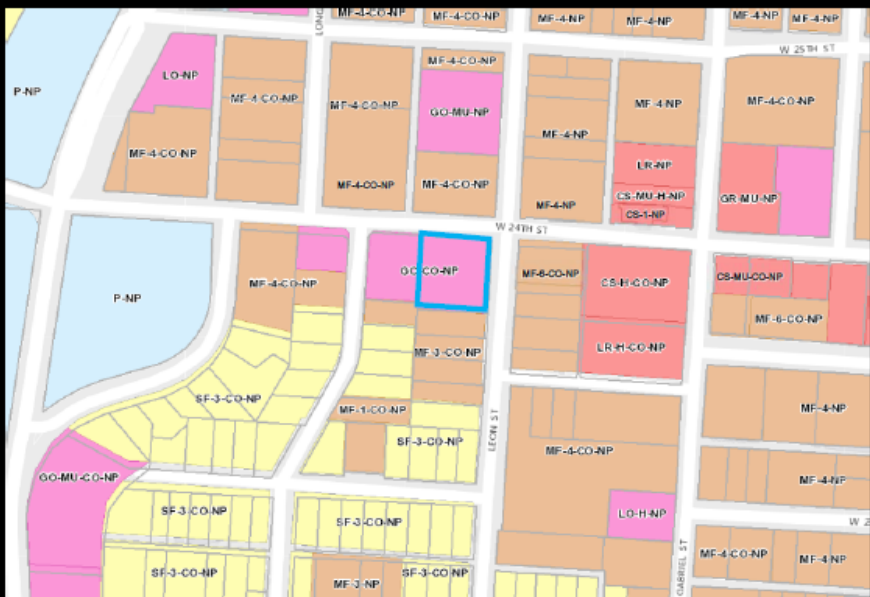 MF-4-CO-NP
MF-4-CO-NP
MF-4-NP
MF-4-NP
MF-4-NP
MF-4-NP
LONG
W 25TH ST
MF-4-CO-NP
LO-NP
P-NP
MF-4-CO-NP
MF-4-CO-NP
GO-MU-NP
MF-4-NP
MF-4-CO-NP
MF-4-NP
MF-4-CO-NP
LR-NP
MF-4-CO-NP
MF-4-CO-NP
CS-MU-H-NP
GR-MU-NP
MF-4-NP
CS-1-NP
W 24TH ST
GO-CO-NP
MF-6-CO-NP
CS-MU-CO-NP
MF-4-CO-NP
CS-H-CO-NP
P-NP
MF-6-CO-NP
MF-3-CO-NP
LR-H-CO-NP
SF-3-CO-NP
MF-1-CO-NP
MF-4-NP
LEON ST
SF-3-CO-NP
MF-4-CO-NP
GO-MU-CO-NP
MF-4-NP
SF-3-CO-NP
LO-H-NP
SF-3-CO-NP
W 2
MF-4-CO-NP
MF-4-NP
GABRIEL ST
SF-3-CO-NP
SF-3-CO-NP
MF-3-NP